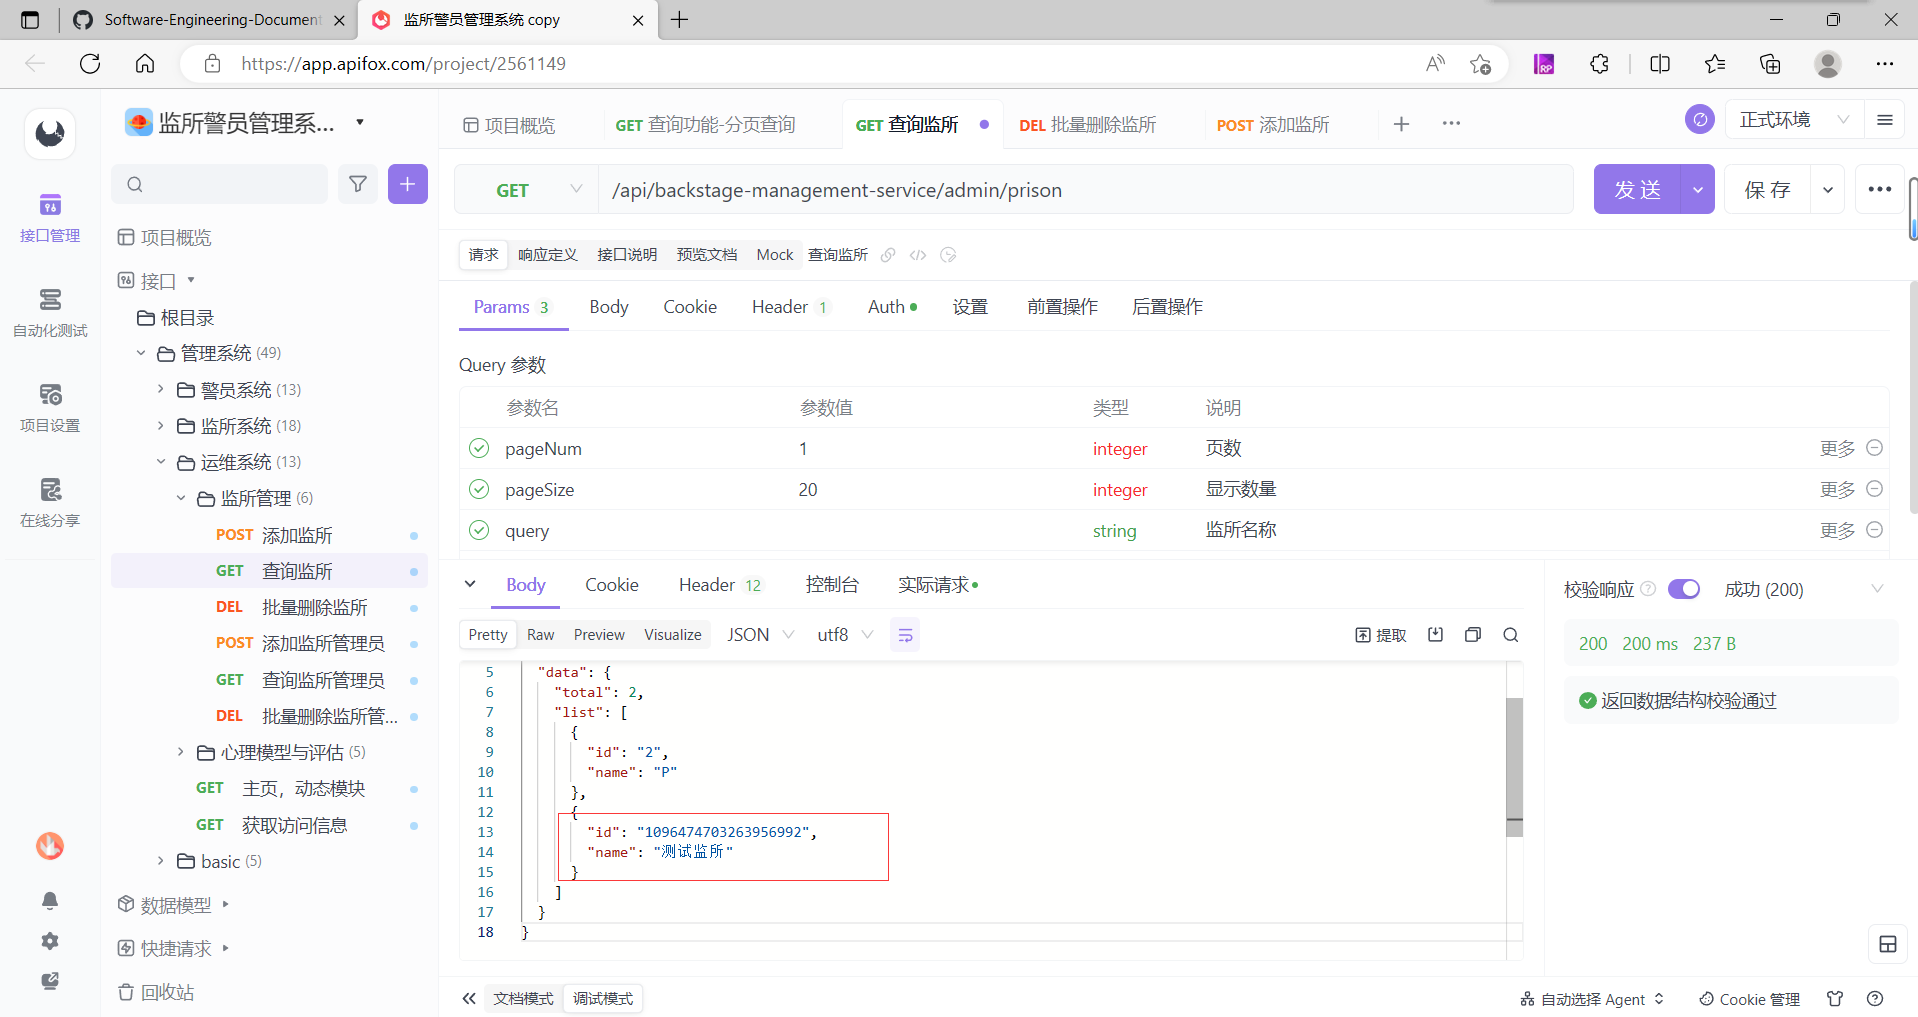 Software-Engineering-Document
监所警员管理系统 copy
https://app.apifox.com/project/2561149
监所警员管理系...
项目概览
GET 查询功能-分页查询
GET 查询监所
DEL 批量删除监所
POST 添加监所
正式环境
接口管理
自动化测试
项目设置
在线分享
项目概览
接口
根目录
管理系统 (49)
警员系统 (13)
监所系统 (18)
运维系统 (13)
监所管理 (6)
POST 添加监所
GET 查询监所
DEL 批量删除监所
POST 添加监所管理员
GET 查询监所管理员
DEL 批量删除监所管...
心理模型与评估 (5)
GET 主页，动态模块
GET 获取访问信息
basic (5)
数据模型
快捷请求
回收站
GET /api/backstage-management-service/admin/prison
发 送
保 存
请求 响应定义 接口说明 预览文档 Mock 查询监所
Params 3 Body Cookie Header 1 Auth 设置 前置操作 后置操作
Query 参数
参数名 参数值 类型 说明
pageNum 1 integer 页数 更多
pageSize 20 integer 显示数量 更多
query string 监所名称 更多
Body Cookie Header 12 控制台 实际请求
Pretty Raw Preview Visualize JSON utf8 提取
5 "data": {
6 "total": 2,
7 "list": [
8 {
9 "id": "2",
10 "name": "P"
11 },
12 {
13 "id": "1096474703263956992",
14 "name": "测试监所"
15 }
16 ]
17 }
18 }
校验响应 成功 (200)
200 200 ms 237 B
返回数据结构校验通过
文档模式 调试模式
自动选择 Agent
Cookie 管理